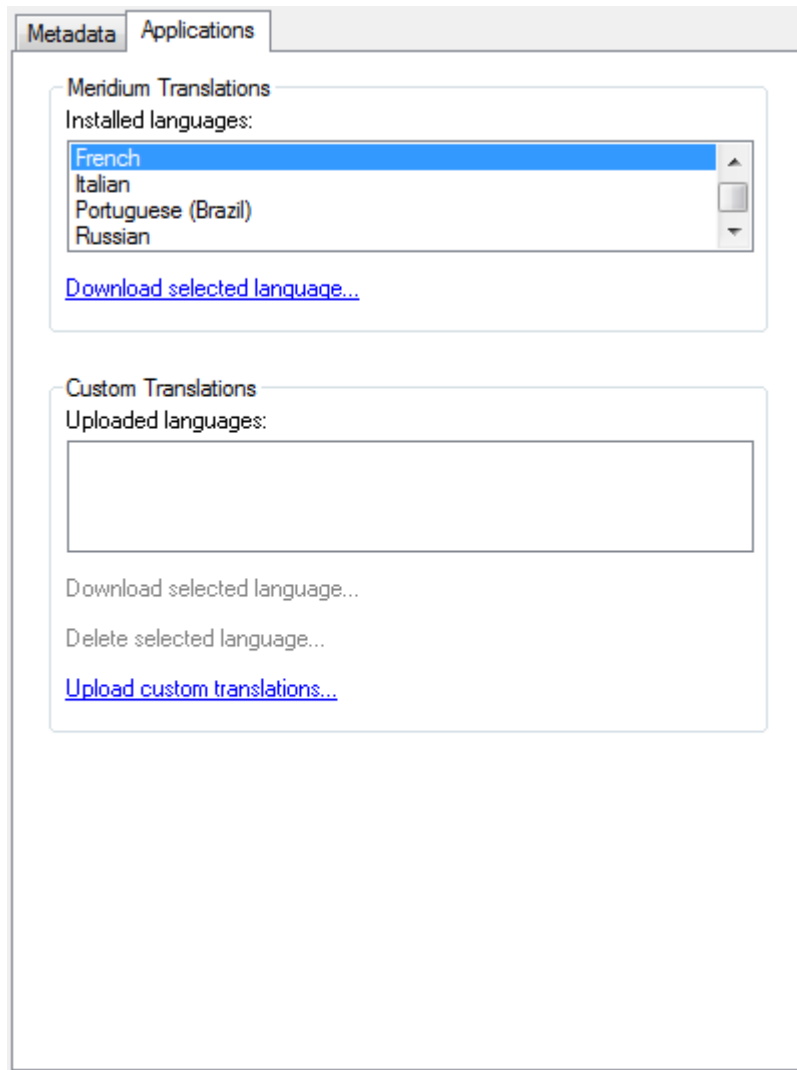 Metadata
Applications
Meridium Translations
Installed languages:
French
Italian
Portuguese (Brazil)
Russian
Download selected language...
Custom Translations
Uploaded languages:
Download selected language...
Delete selected language...
Upload custom translations...